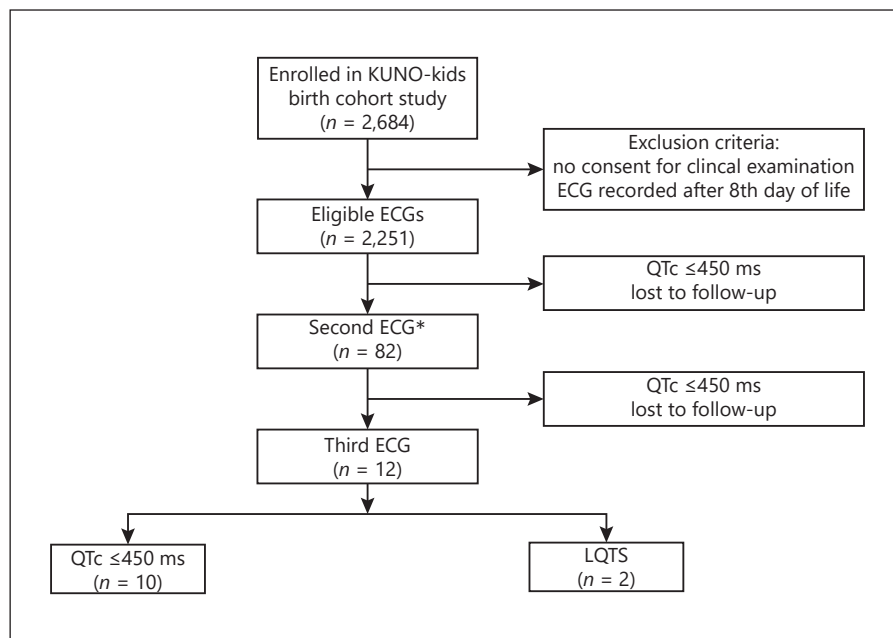 Enrolled in KUNO-kids
birth cohort study
(n = 2,684)
Exclusion criteria:
no consent for clincal examination
ECG recorded after 8th day of life
Eligible ECGs
(n = 2,251)
QTc ≤450 ms
lost to follow-up
Second ECG*
(n = 82)
QTc ≤450 ms
lost to follow-up
Third ECG
(n = 12)
QTc ≤450 ms
(n = 10)
LQTS
(n = 2)